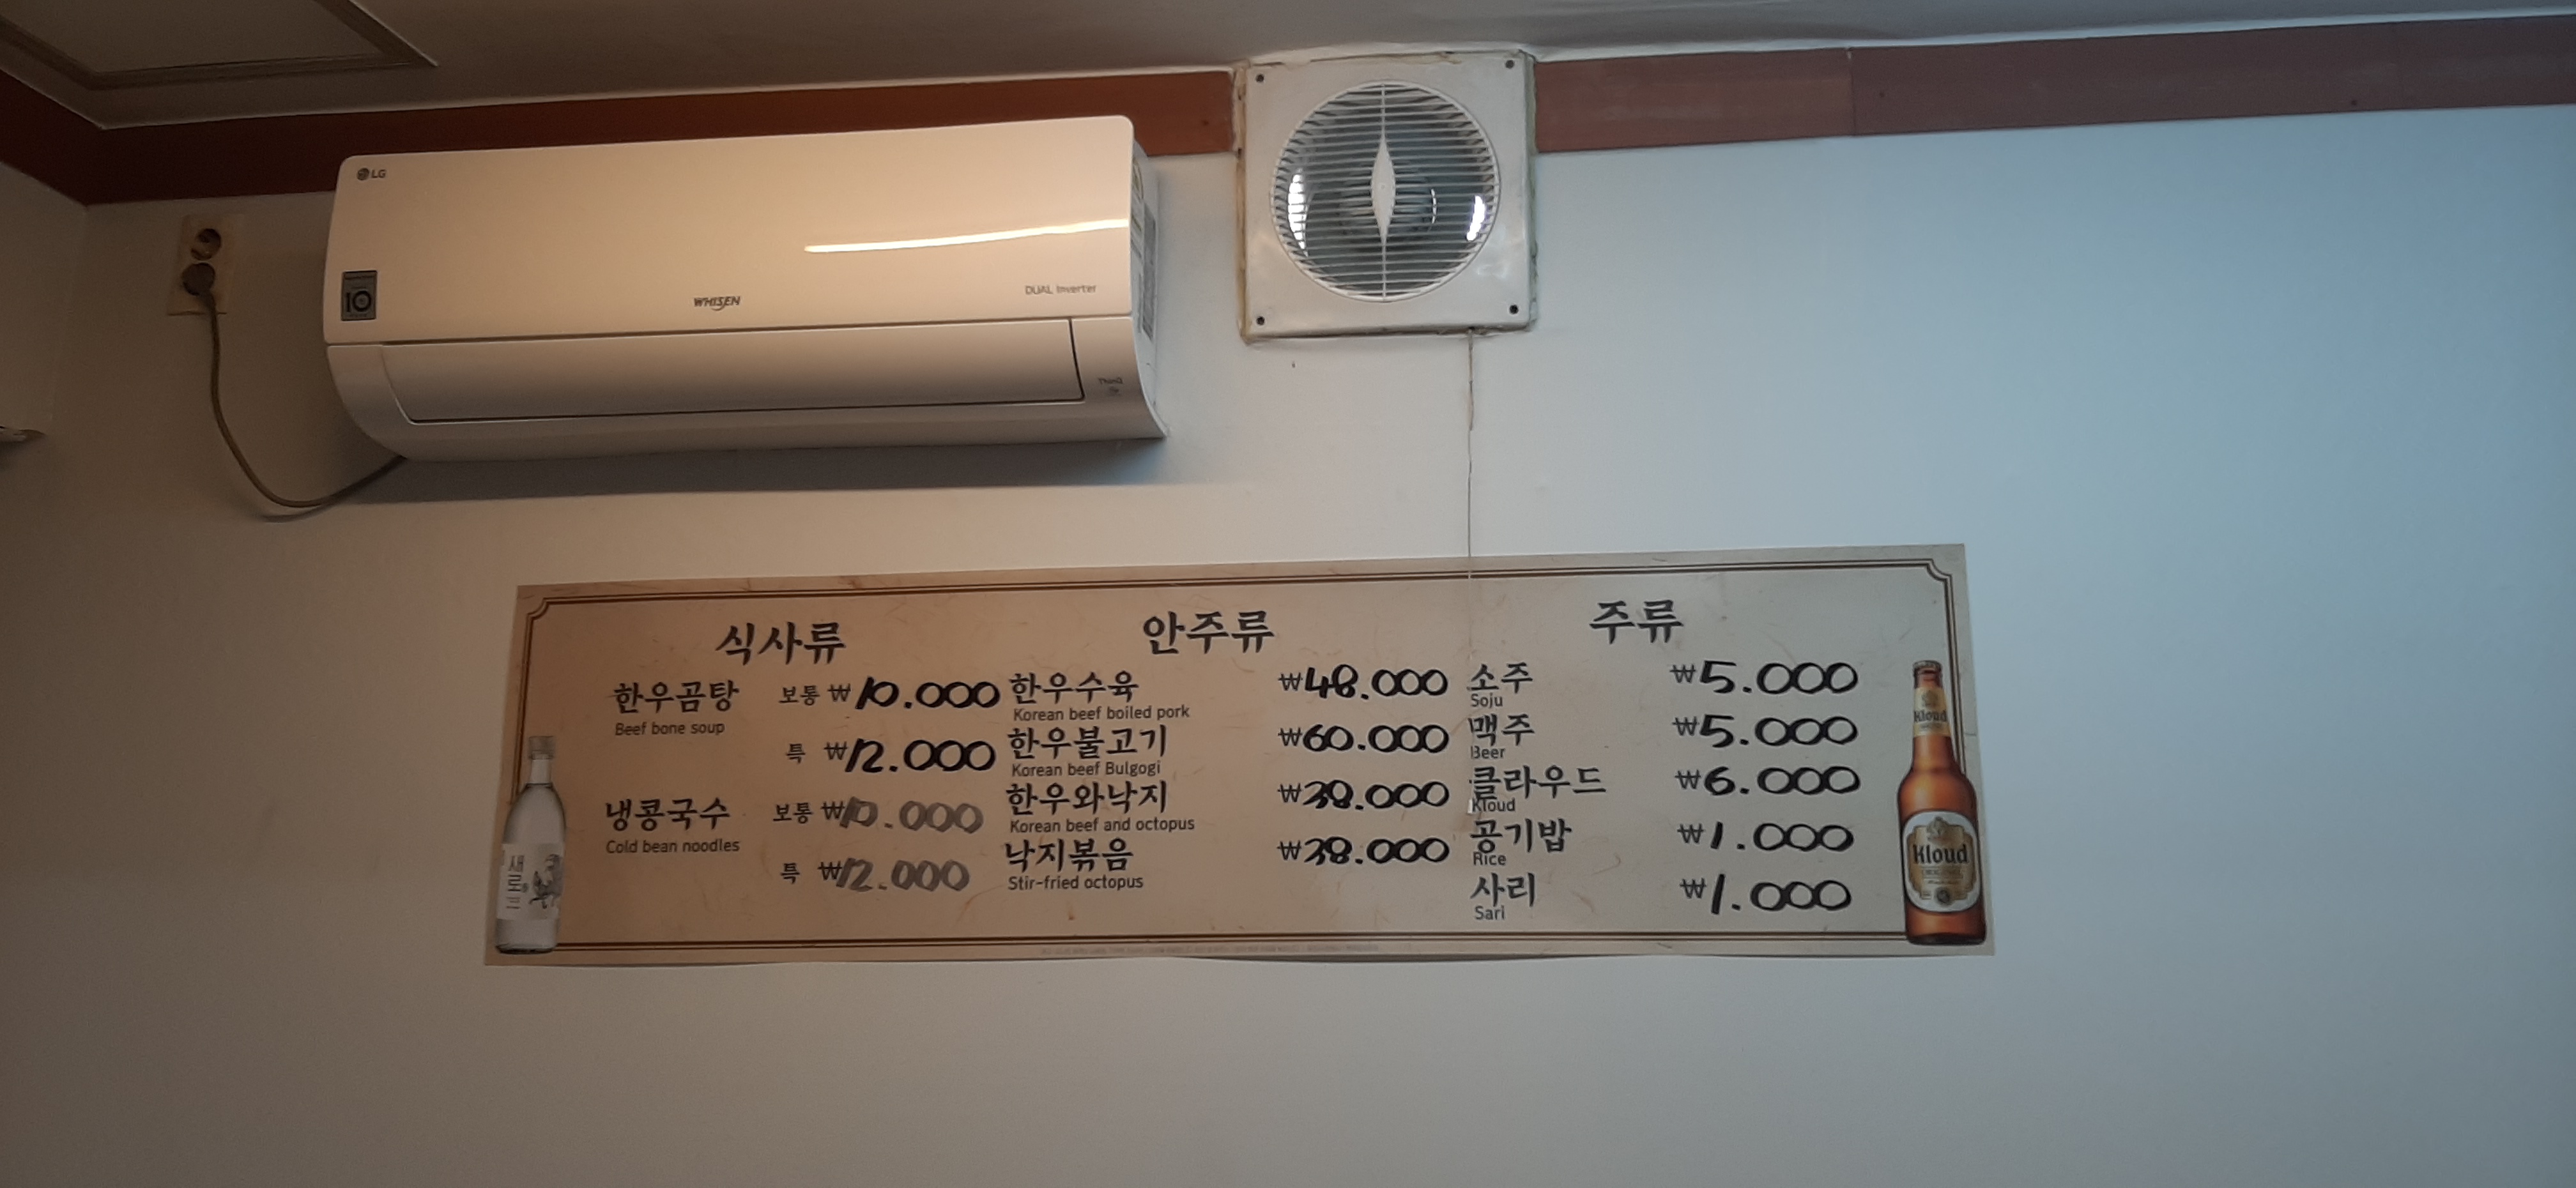 LG
10
WHISEN
DUAL Inverter
ThinQ
식사류
한우곰탕 보통 ₩10.000
Beef bone soup
특 ₩12.000
냉콩국수 보통 ₩10.000
Cold bean noodles
특 ₩12.000
안주류
한우수육 ₩48.000
Korean beef boiled pork
한우불고기 ₩60.000
Korean beef Bulgogi
한우와낙지 ₩38.000
Korean beef and octopus
낙지볶음 ₩38.000
Stir-fried octopus
주류
소주 ₩5.000
Soju
맥주 ₩5.000
Beer
클라우드 ₩6.000
Kloud
공기밥 ₩1.000
Rice
사리 ₩1.000
Sari
새로
Kloud
Kloud